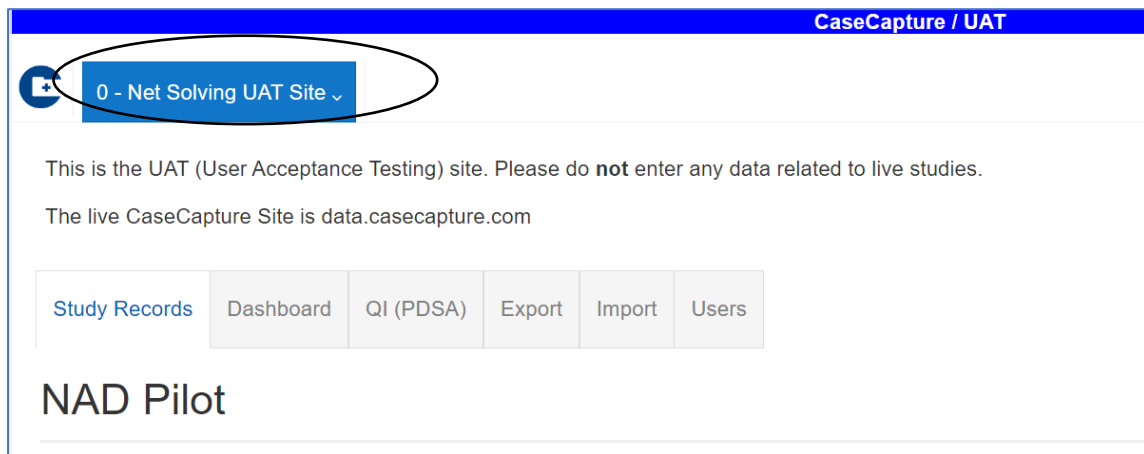 CaseCapture / UAT
0 - Net Solving UAT Site
This is the UAT (User Acceptance Testing) site. Please do not enter any data related to live studies.
The live CaseCapture Site is data.casecapture.com
Study Records Dashboard QI (PDSA) Export Import Users
NAD Pilot